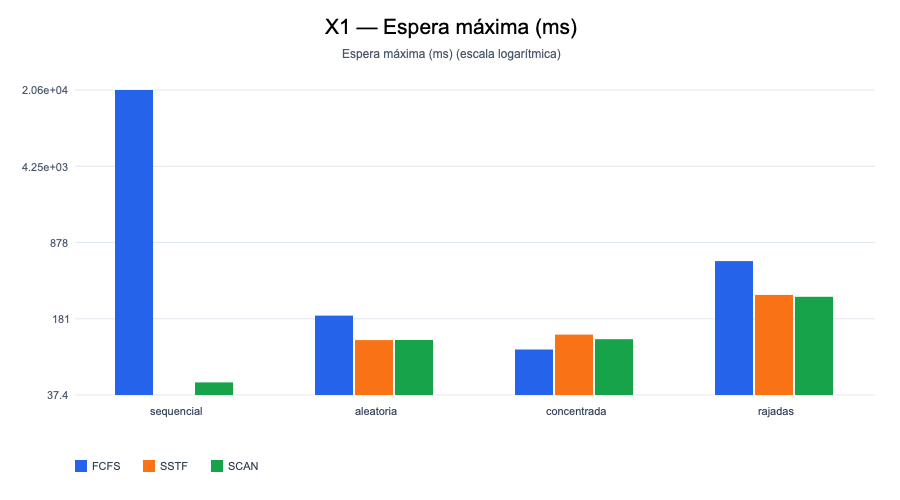 X1 — Espera máxima (ms)
Espera máxima (ms) (escala logarítmica)
2.06e+04
4.25e+03
878
181
37.4
sequencial aleatoria concentrada rajadas
FCFS SSTF SCAN